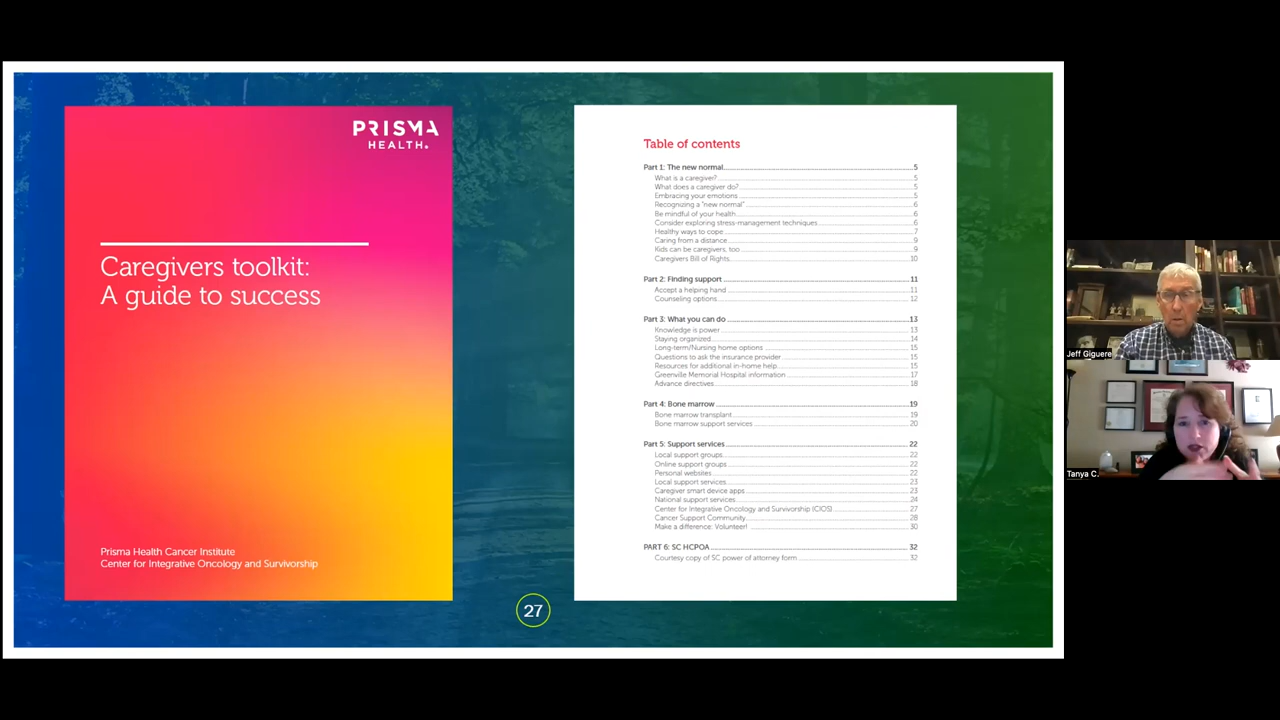 PRISMA
HEALTH®
Caregivers toolkit:
A guide to success
Prisma Health Cancer Institute
Center for Integrative Oncology and Survivorship
Table of contents
Part 1: The new normal 5
What is a caregiver? 5
What does a caregiver do? 5
Embracing your emotions 5
Recognizing a "new normal" 6
Be mindful of your health 6
Consider exploring stress-management techniques 6
Healthy ways to cope 7
Caring from a distance 9
Kids can be caregivers, too 9
Caregivers Bill of Rights 10
Part 2: Finding support 11
Accept a helping hand 11
Counseling options 12
Part 3: What you can do 13
Knowledge is power 13
Staying organized 14
Long-term/Nursing home options 15
Questions to ask the insurance provider 15
Resources for additional in-home help 15
Greenville Memorial Hospital information 17
Advance directives 18
Part 4: Bone marrow 19
Bone marrow transplant 19
Bone marrow support services 20
Part 5: Support services 22
Local support groups 22
Online support groups 22
Personal websites 22
Local support services 23
Caregiver smart device apps 23
National support services 24
Center for Integrative Oncology and Survivorship (CIOS) 27
Cancer Support Community 28
Make a difference: Volunteer! 30
PART 6: SC HCPOA 32
Courtesy copy of SC power of attorney form 32
27
Jeff Giguere
Tanya C.